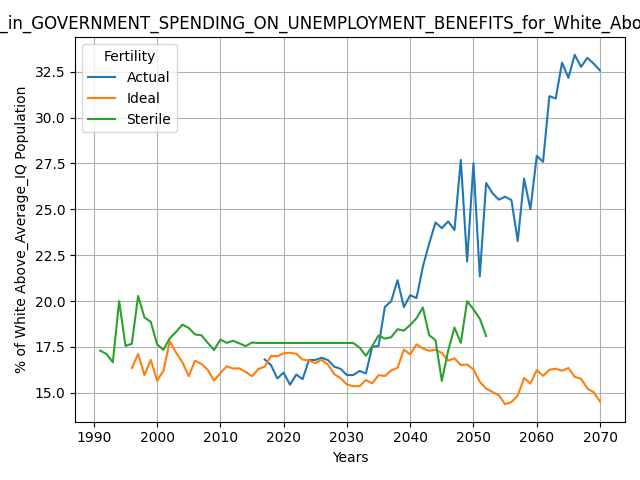 _in_GOVERNMENT_SPENDING_ON_UNEMPLOYMENT_BENEFITS_for_White_Abo
% of White Above_Average_IQ Population
32.5
30.0
27.5
25.0
22.5
20.0
17.5
15.0
Fertility
Actual
Ideal
Sterile
1990
2000
2010
2020
2030
2040
2050
2060
2070
Years